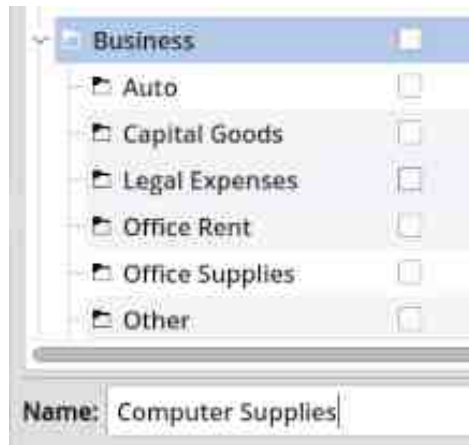 Business
Auto
Capital Goods
Legal Expenses
Office Rent
Office Supplies
Other
Name: Computer Supplies